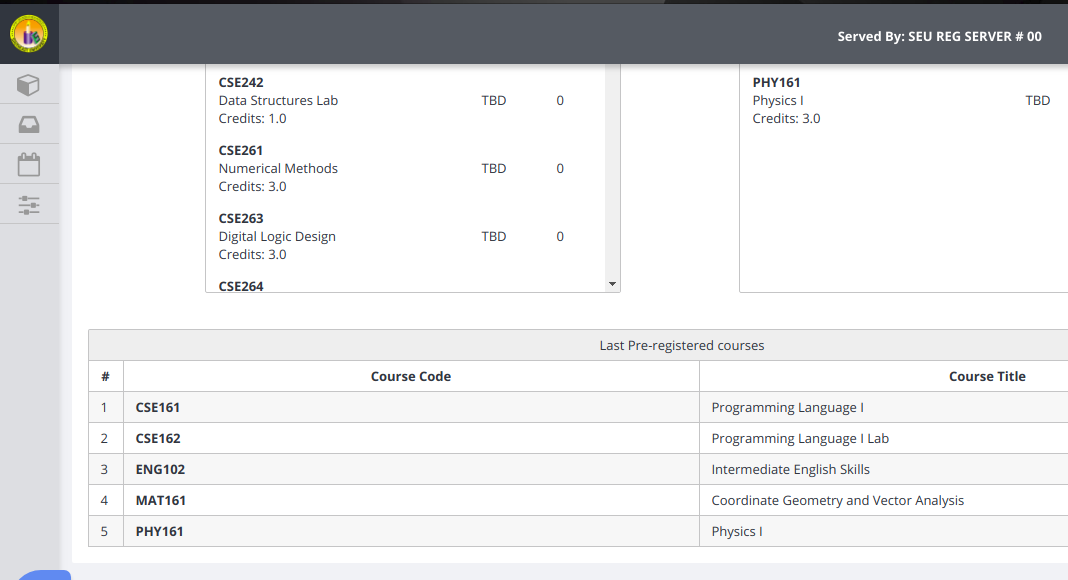 Served By: SEU REG SERVER # 00
CSE242
Data Structures Lab TBD 0
Credits: 1.0
CSE261
Numerical Methods TBD 0
Credits: 3.0
CSE263
Digital Logic Design TBD 0
Credits: 3.0
CSE264
PHY161
Physics I TBD
Credits: 3.0
Last Pre-registered courses
# Course Code Course Title
1 CSE161 Programming Language I
2 CSE162 Programming Language I Lab
3 ENG102 Intermediate English Skills
4 MAT161 Coordinate Geometry and Vector Analysis
5 PHY161 Physics I